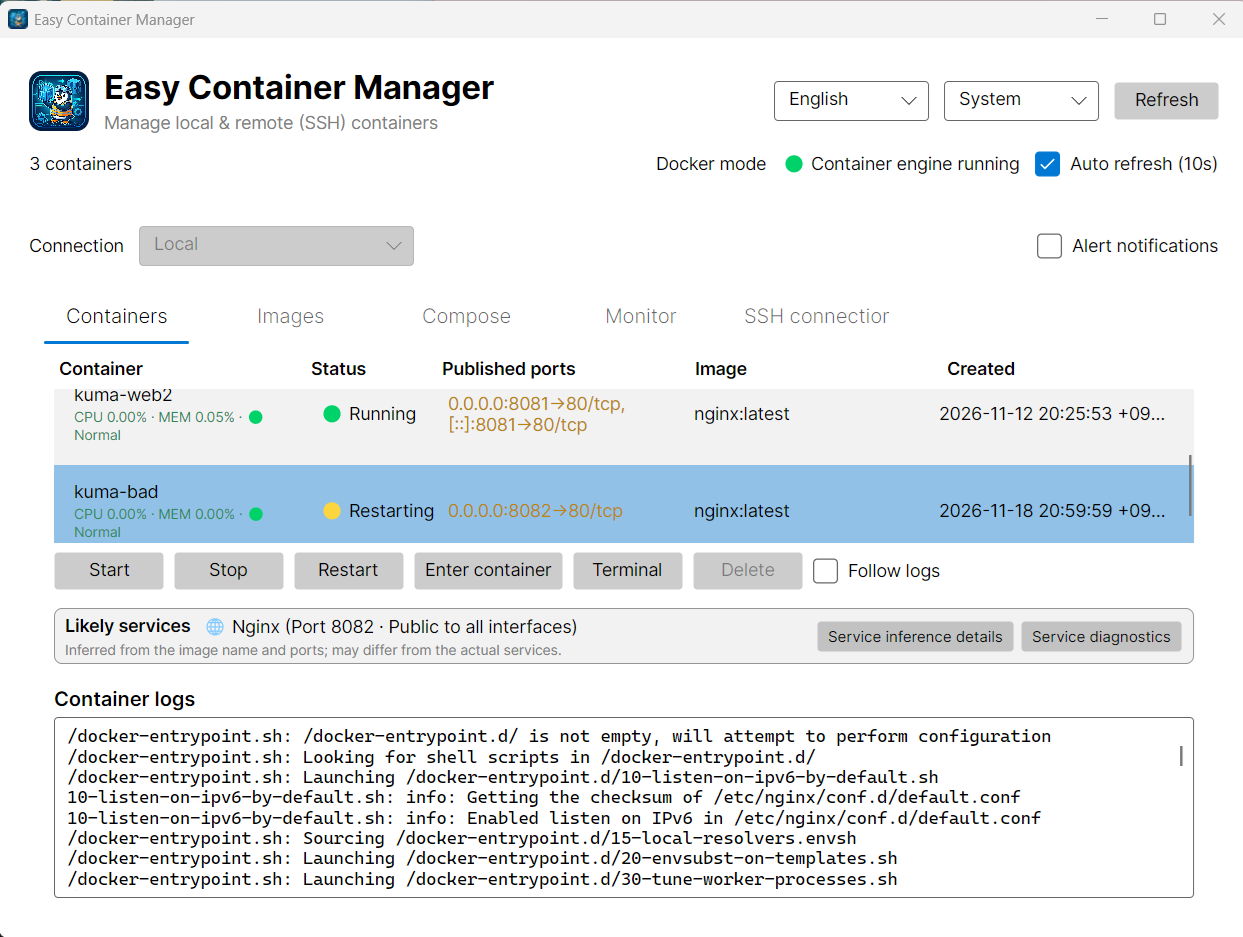 Easy Container Manager
Easy Container Manager
Manage local & remote (SSH) containers
English
System
Refresh
3 containers
Docker mode
Container engine running
Auto refresh (10s)
Connection
Local
Alert notifications
Containers
Images
Compose
Monitor
SSH connectior
Container
Status
Published ports
Image
Created
kuma-web2
CPU 0.00% · MEM 0.05% ·
Normal
Running
0.0.0.0:8081→80/tcp,
[::]:8081→80/tcp
nginx:latest
2026-11-12 20:25:53 +09...
kuma-bad
CPU 0.00% · MEM 0.00% ·
Normal
Restarting
0.0.0.0:8082→80/tcp
nginx:latest
2026-11-18 20:59:59 +09...
Start
Stop
Restart
Enter container
Terminal
Delete
Follow logs
Likely services
Nginx (Port 8082 · Public to all interfaces)
Inferred from the image name and ports; may differ from the actual services.
Service inference details
Service diagnostics
Container logs
/docker-entrypoint.sh: /docker-entrypoint.d/ is not empty, will attempt to perform configuration
/docker-entrypoint.sh: Looking for shell scripts in /docker-entrypoint.d/
/docker-entrypoint.sh: Launching /docker-entrypoint.d/10-listen-on-ipv6-by-default.sh
10-listen-on-ipv6-by-default.sh: info: Getting the checksum of /etc/nginx/conf.d/default.conf
10-listen-on-ipv6-by-default.sh: info: Enabled listen on IPv6 in /etc/nginx/conf.d/default.conf
/docker-entrypoint.sh: Sourcing /docker-entrypoint.d/15-local-resolvers.envsh
/docker-entrypoint.sh: Launching /docker-entrypoint.d/20-envsubst-on-templates.sh
/docker-entrypoint.sh: Launching /docker-entrypoint.d/30-tune-worker-processes.sh